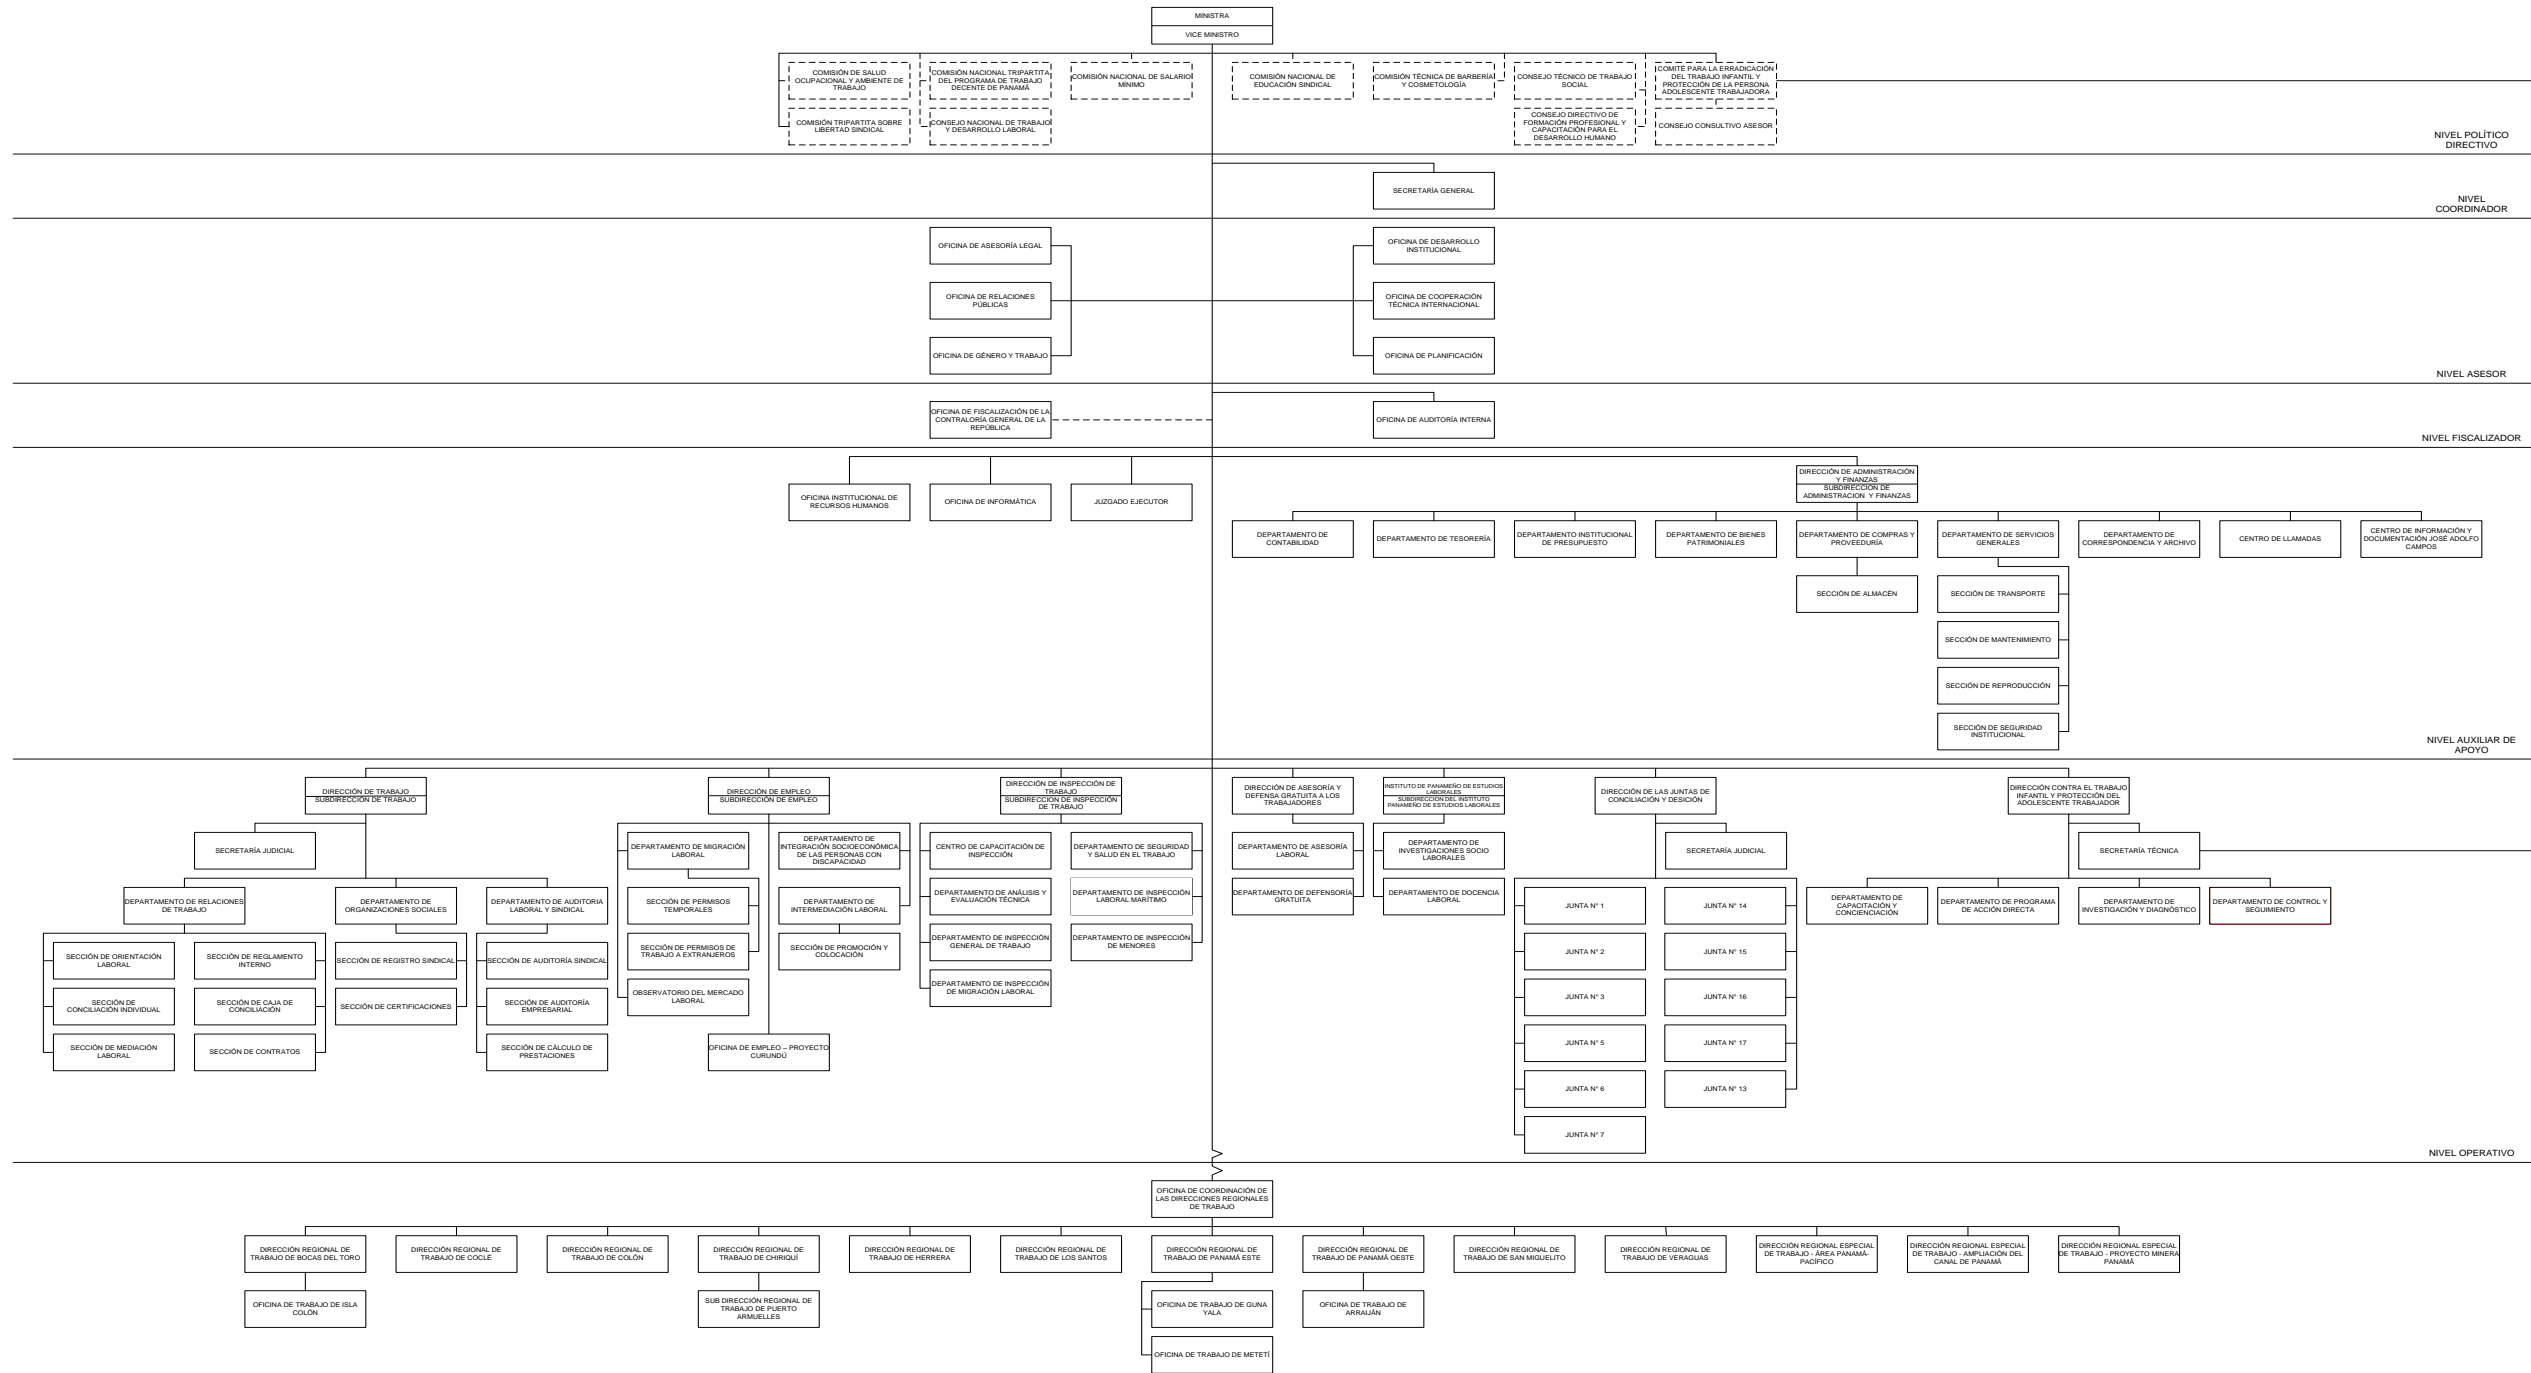 MINISTRA
VICE MINISTRO
COMISIÓN DE SALUD
OCUPACIONAL Y AMBIENTE DE
TRABAJO
COMISIÓN NACIONAL TRIPARTITA
DEL PROGRAMA DE TRABAJO
DECENTE DE PANAMÁ
COMISIÓN NACIONAL DE SALARIO
MÍNIMO
COMISIÓN NACIONAL DE
EDUCACIÓN SINDICAL
COMISIÓN TÉCNICA DE BARBERÍA
Y COSMETOLOGÍA
CONSEJO TÉCNICO DE TRABAJO
SOCIAL
COMITÉ PARA LA ERRADICACIÓN
DEL TRABAJO INFANTIL Y
PROTECCIÓN DE LA PERSONA
ADOLESCENTE TRABAJADORA
COMISIÓN TRIPARTITA SOBRE
LIBERTAD SINDICAL
CONSEJO NACIONAL DE TRABAJO
Y DESARROLLO LABORAL
CONSEJO DIRECTIVO DE
FORMACIÓN PROFESIONAL Y
CAPACITACIÓN PARA EL
DESARROLLO HUMANO
CONSEJO CONSULTIVO ASESOR
NIVEL POLÍTICO
DIRECTIVO
SECRETARÍA GENERAL
NIVEL
COORDINADOR
OFICINA DE ASESORÍA LEGAL
OFICINA DE DESARROLLO
INSTITUCIONAL
OFICINA DE RELACIONES
PÚBLICAS
OFICINA DE COOPERACIÓN
TÉCNICA INTERNACIONAL
OFICINA DE GÉNERO Y TRABAJO
OFICINA DE PLANIFICACIÓN
NIVEL ASESOR
OFICINA DE FISCALIZACIÓN DE LA
CONTRALORÍA GENERAL DE LA
REPÚBLICA
OFICINA DE AUDITORÍA INTERNA
NIVEL FISCALIZADOR
OFICINA INSTITUCIONAL DE
RECURSOS HUMANOS
OFICINA DE INFORMÁTICA
JUZGADO EJECUTOR
DIRECCIÓN DE ADMINISTRACIÓN
Y FINANZAS
SUBDIRECCIÓN DE
ADMINISTRACION Y FINANZAS
DEPARTAMENTO DE
CONTABILIDAD
DEPARTAMENTO DE TESORERÍA
DEPARTAMENTO INSTITUCIONAL
DE PRESUPUESTO
DEPARTAMENTO DE BIENES
PATRIMONIALES
DEPARTAMENTO DE COMPRAS Y
PROVEEDURÍA
DEPARTAMENTO DE SERVICIOS
GENERALES
DEPARTAMENTO DE
CORRESPONDENCIA Y ARCHIVO
CENTRO DE LLAMADAS
CENTRO DE INFORMACIÓN Y
DOCUMENTACIÓN JOSÉ ADOLFO
CAMPOS
SECCIÓN DE ALMACÉN
SECCIÓN DE TRANSPORTE
SECCIÓN DE MANTENIMIENTO
SECCIÓN DE REPRODUCCIÓN
SECCIÓN DE SEGURIDAD
INSTITUCIONAL
NIVEL AUXILIAR DE
APOYO
DIRECCIÓN DE TRABAJO
SUBDIRECCIÓN DE TRABAJO
DIRECCIÓN DE EMPLEO
SUBDIRECCIÓN DE EMPLEO
DIRECCIÓN DE INSPECCIÓN DE
TRABAJO
SUBDIRECCION DE INSPECCIÓN
DE TRABAJO
DIRECCIÓN DE ASESORÍA Y
DEFENSA GRATUITA A LOS
TRABAJADORES
INSTITUTO DE PANAMEÑO DE ESTUDIOS
LABORALES
SUBDIRECCION DEL INSTITUTO
PANAMEÑO DE ESTUDIOS LABORALES
DIRECCIÓN DE LAS JUNTAS DE
CONCILIACIÓN Y DESICIÓN
DIRECCIÓN CONTRA EL TRABAJO
INFANTIL Y PROTECCIÓN DEL
ADOLESCENTE TRABAJADOR
SECRETARÍA JUDICIAL
DEPARTAMENTO DE MIGRACIÓN
LABORAL
DEPARTAMENTO DE
INTEGRACIÓN SOCIOECONÓMICA
DE LAS PERSONAS CON
DISCAPACIDAD
CENTRO DE CAPACITACIÓN DE
INSPECCIÓN
DEPARTAMENTO DE SEGURIDAD
Y SALUD EN EL TRABAJO
DEPARTAMENTO DE ASESORÍA
LABORAL
DEPARTAMENTO DE
INVESTIGACIONES SOCIO
LABORALES
SECRETARÍA JUDICIAL
SECRETARÍA TÉCNICA
DEPARTAMENTO DE RELACIONES
DE TRABAJO
DEPARTAMENTO DE
ORGANIZACIONES SOCIALES
DEPARTAMENTO DE AUDITORIA
LABORAL Y SINDICAL
SECCIÓN DE PERMISOS
TEMPORALES
DEPARTAMENTO DE
INTERMEDIACIÓN LABORAL
DEPARTAMENTO DE ANÁLISIS Y
EVALUACIÓN TÉCNICA
DEPARTAMENTO DE INSPECCIÓN
LABORAL MARÍTIMO
DEPARTAMENTO DE DEFENSORÍA
GRATUITA
DEPARTAMENTO DE DOCENCIA
LABORAL
JUNTA N° 1
JUNTA N° 14
DEPARTAMENTO DE
CAPACITACIÓN Y
CONCIENCIACIÓN
DEPARTAMENTO DE PROGRAMA
DE ACCIÓN DIRECTA
DEPARTAMENTO DE
INVESTIGACIÓN Y DIAGNÓSTICO
DEPARTAMENTO DE CONTROL Y
SEGUIMIENTO
SECCIÓN DE ORIENTACIÓN
LABORAL
SECCIÓN DE REGLAMENTO
INTERNO
SECCIÓN DE REGISTRO SINDICAL
SECCIÓN DE AUDITORÍA SINDICAL
SECCIÓN DE PERMISOS DE
TRABAJO A EXTRANJEROS
SECCIÓN DE PROMOCIÓN Y
COLOCACIÓN
DEPARTAMENTO DE INSPECCIÓN
GENERAL DE TRABAJO
DEPARTAMENTO DE INSPECCIÓN
DE MENORES
JUNTA N° 2
JUNTA N° 15
SECCIÓN DE
CONCILIACIÓN INDIVIDUAL
SECCIÓN DE CAJA DE
CONCILIACIÓN
SECCIÓN DE CERTIFICACIONES
SECCIÓN DE AUDITORÍA
EMPRESARIAL
OBSERVATORIO DEL MERCADO
LABORAL
DEPARTAMENTO DE INSPECCIÓN
DE MIGRACIÓN LABORAL
JUNTA N° 3
JUNTA N° 16
SECCIÓN DE MEDIACIÓN
LABORAL
SECCIÓN DE CONTRATOS
SECCIÓN DE CÁLCULO DE
PRESTACIONES
OFICINA DE EMPLEO – PROYECTO
CURUNDÚ
JUNTA N° 5
JUNTA N° 17
JUNTA N° 6
JUNTA N° 13
JUNTA N° 7
NIVEL OPERATIVO
OFICINA DE COORDINACIÓN DE
LAS DIRECCIONES REGIONALES
DE TRABAJO
DIRECCIÓN REGIONAL DE
TRABAJO DE BOCAS DEL TORO
DIRECCIÓN REGIONAL DE
TRABAJO DE COCLÉ
DIRECCIÓN REGIONAL DE
TRABAJO DE COLÓN
DIRECCIÓN REGIONAL DE
TRABAJO DE CHIRIQUÍ
DIRECCIÓN REGIONAL DE
TRABAJO DE HERRERA
DIRECCIÓN REGIONAL DE
TRABAJO DE LOS SANTOS
DIRECCIÓN REGIONAL DE
TRABAJO DE PANAMÁ ESTE
DIRECCIÓN REGIONAL DE
TRABAJO DE PANAMÁ OESTE
DIRECCIÓN REGIONAL DE
TRABAJO DE SAN MIGUELITO
DIRECCIÓN REGIONAL DE
TRABAJO DE VERAGUAS
DIRECCIÓN REGIONAL ESPECIAL
DE TRABAJO - ÁREA PANAMÁ-
PACÍFICO
DIRECCIÓN REGIONAL ESPECIAL
DE TRABAJO - AMPLIACIÓN DEL
CANAL DE PANAMÁ
DIRECCIÓN REGIONAL ESPECIAL
DE TRABAJO - PROYECTO MINERA
PANAMÁ
OFICINA DE TRABAJO DE ISLA
COLÓN
SUB DIRECCIÓN REGIONAL DE
TRABAJO DE PUERTO
ARMUELLES
OFICINA DE TRABAJO DE GUNA
YALA
OFICINA DE TRABAJO DE
ARRAIJÁN
OFICINA DE TRABAJO DE METETÍ